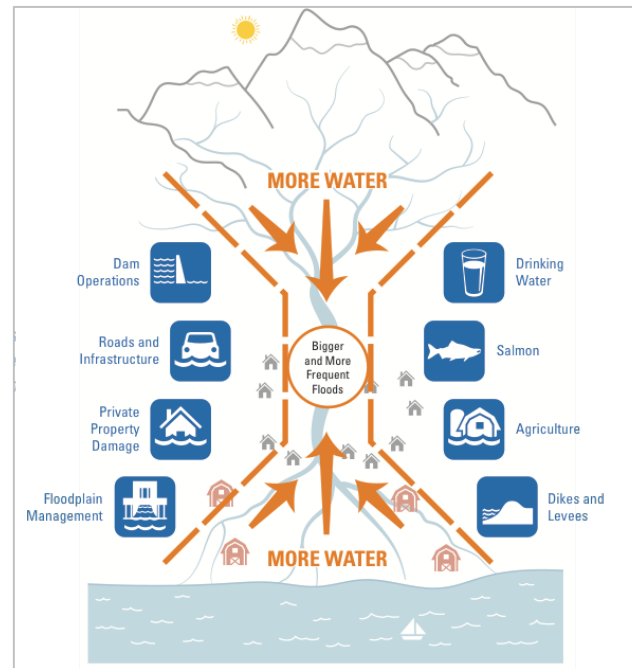 MORE WATER
Dam
Operations
Drinking
Water
Roads and
Infrastructure
Bigger
and More
Frequent
Floods
Salmon
Private
Property
Damage
Agriculture
Floodplain
Management
Dikes and
Levees
MORE WATER